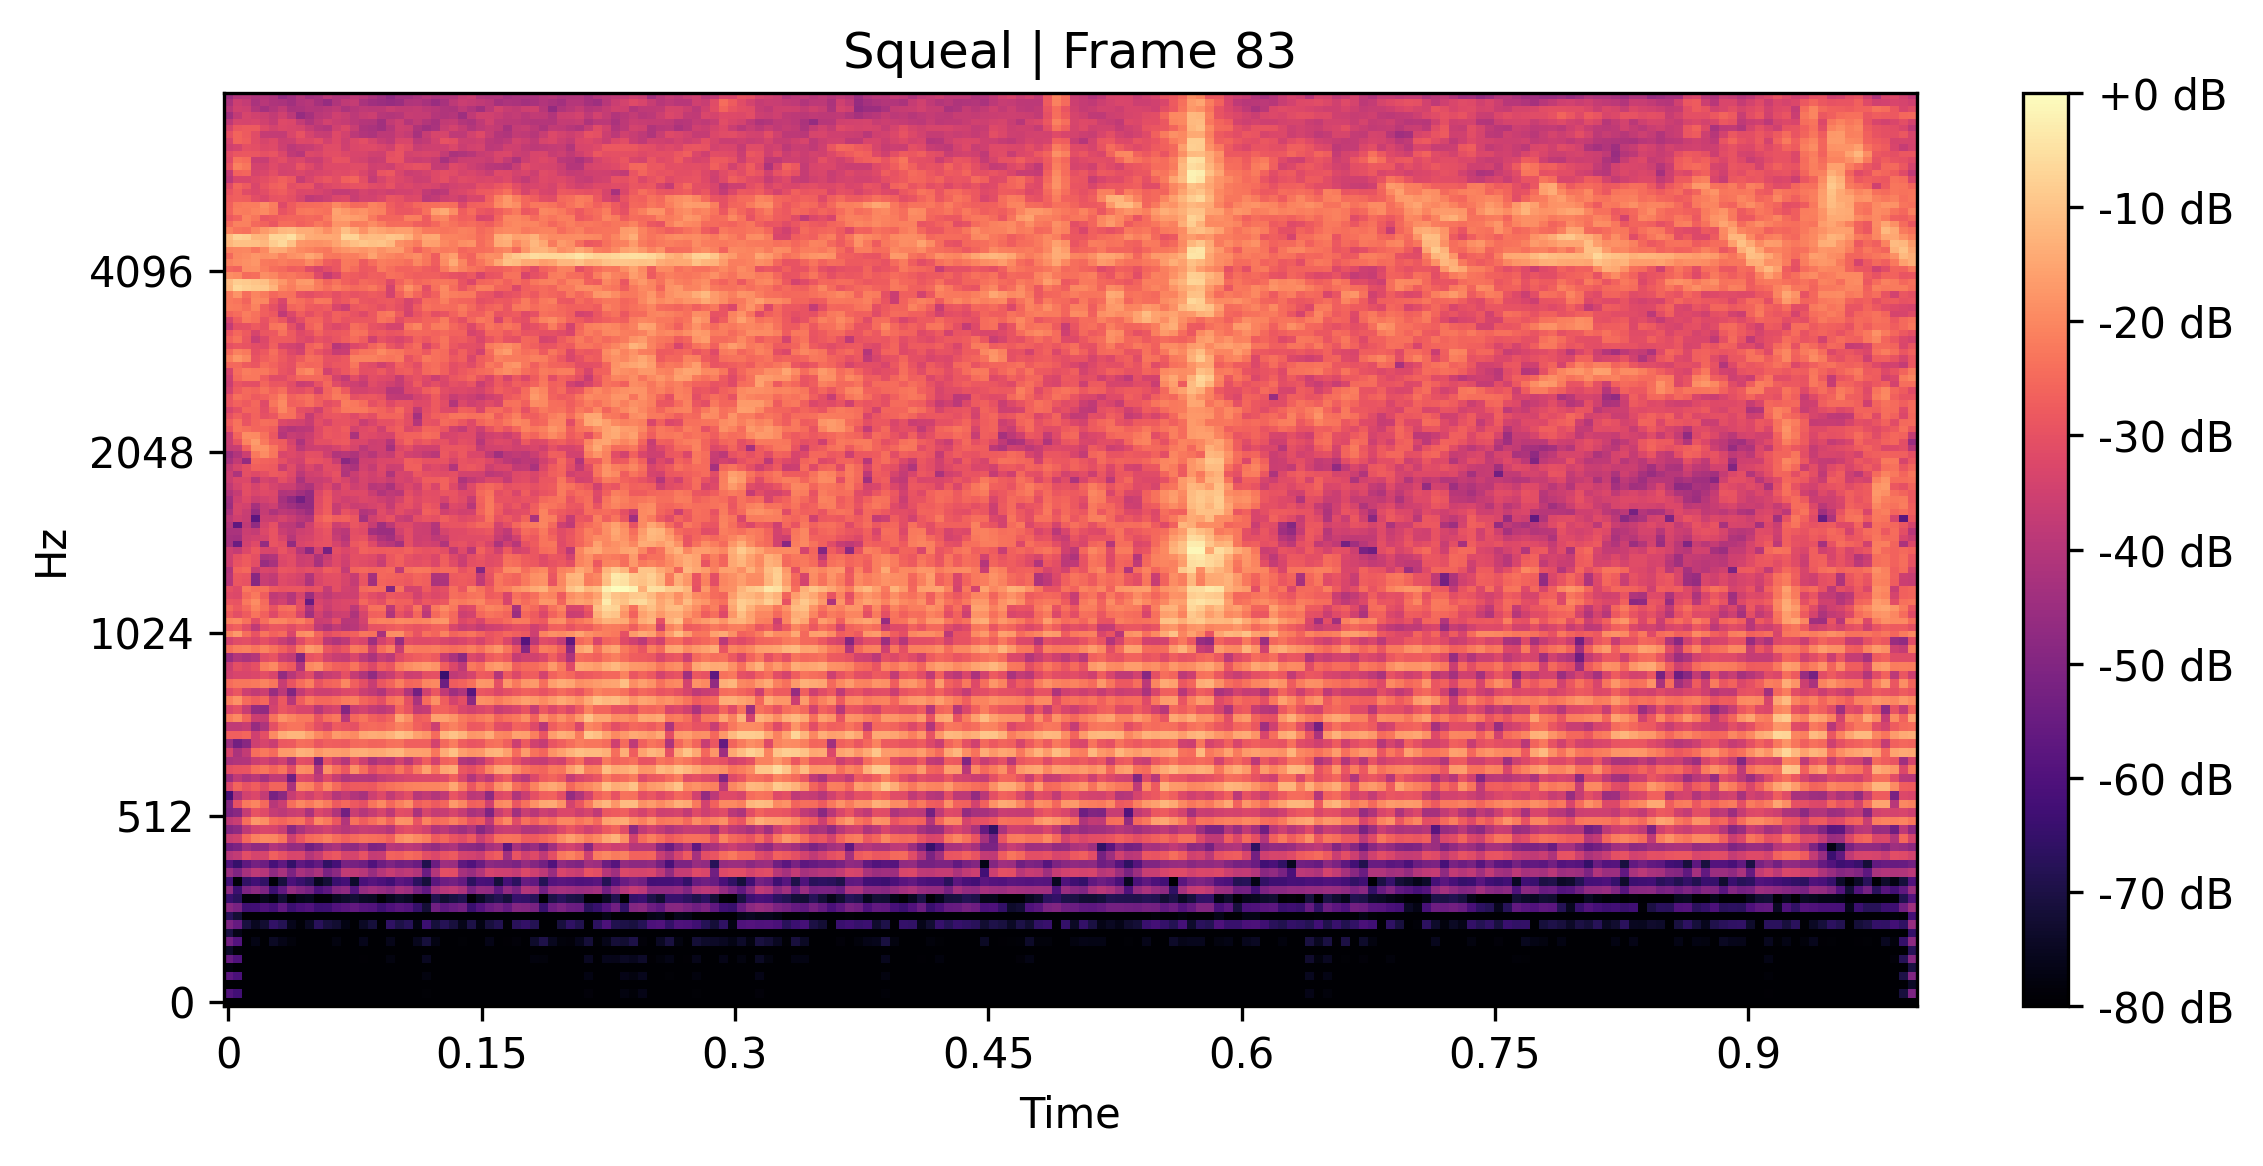 Squeal | Frame 83
+0 dB
-10 dB
4096
-20 dB
-30 dB
2048
-40 dB
Hz
1024
-50 dB
-60 dB
512
-70 dB
0
-80 dB
0 0.15 0.3 0.45 0.6 0.75 0.9
Time